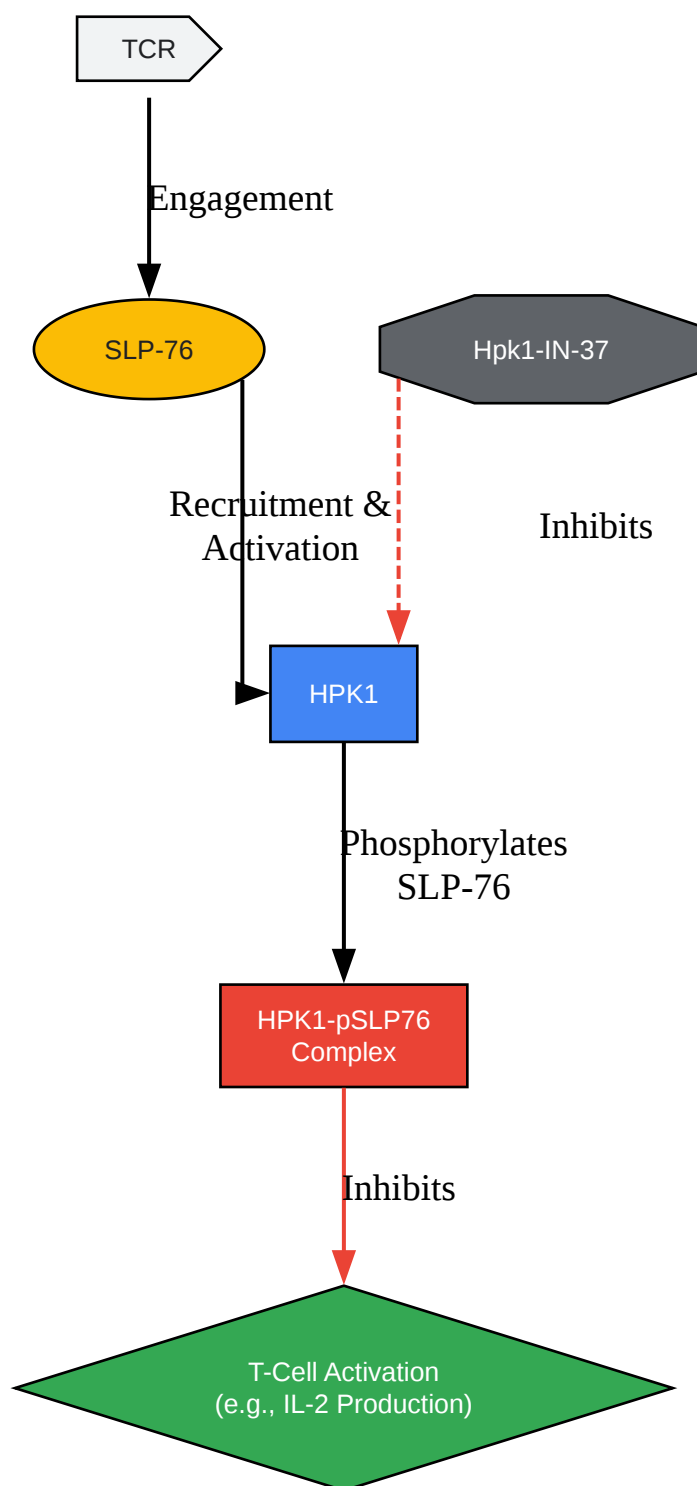 TCR
Engagement
SLP-76
Hpk1-IN-37
Recruitment &
Activation
Inhibits
HPK1
Phosphorylates
SLP-76
HPK1-pSLP76
Complex
Inhibits
T-Cell Activation
(e.g., IL-2 Production)